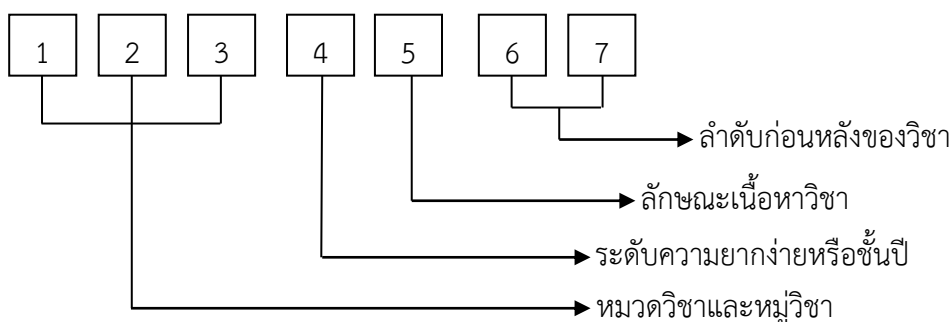 1 2 3 4 5 6 7
ลำดับก่อนหลังของวิชา
ลักษณะเนื้อหาวิชา
ระดับความยากง่ายหรือชั้นปี
หมวดวิชาและหมู่วิชา